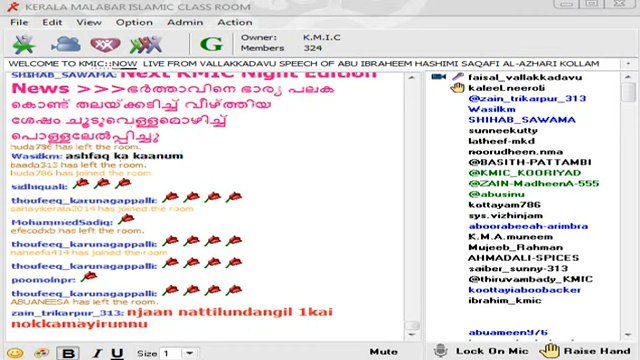 KERALA MALABAR ISLAMIC CLASS ROOM
File Edit View Option Admin Action
G
Owner: K.M.I.C
Members 324
WELCOME TO KMIC::NOW LIVE FROM VALLAKKADAVU SPEECH OF ABU IBRAHEEM HASHIMI SAQAFI AL-AZHARI KOLLAM
SHIHAB_SAWAMA: Next KMIC Night Edition
News >>>ഭർത്താവിനെ ഭാര്യ പലക
കൊണ്ട് തലയ്ക്കടിച്ച് വീഴ്ത്തിയ
ശേഷം ചൂടുവെള്ളമൊഴിച്ച്
പൊള്ളലേൽപ്പിച്ചു
huda786 has left the room.
Wasilkm: ashfaq ka kaanum
has left the room.
huda786 has joined the room
sidhiquali:
thoufeeq_karunagappalli:
sanayikerala2014 has joined the room
MohammedSadiq:
efecodxb has left the room.
thoufeeq_karunagappalli:
haneefa414 has joined the room
thoufeeq_karunagappalli:
poomolnpr:
thoufeeq_karunagappalli:
ABUANEESA has left the room.
zain_trikarpur_313: njaan nattilundangil 1kai
nokkamayirunnu
faisal_vallakkadavu
kaleel.neeroli
@zain_trikarpur_313
Wasilkm
SHIHAB_SAWAMA
sunneekutty
latheef-mkd
noorudheen.nma
@BASITH-PATTAMBI
@KMIC_KOORIYAD
@ZAIN-MadheenA-555
@abusinu
kottayam786
sys.vizhinjam
aboorabeeah-arimbra
K.M.A.muneem
Mujeeb_Rahman
AHMADALI-SPICES
saiber_sunny-313
@thiruvambady_KMIC
koottayiaboobacker
ibrahim_kmic
abuameen976
B I U Size 1 Mute Lock On Mic Raise Hand